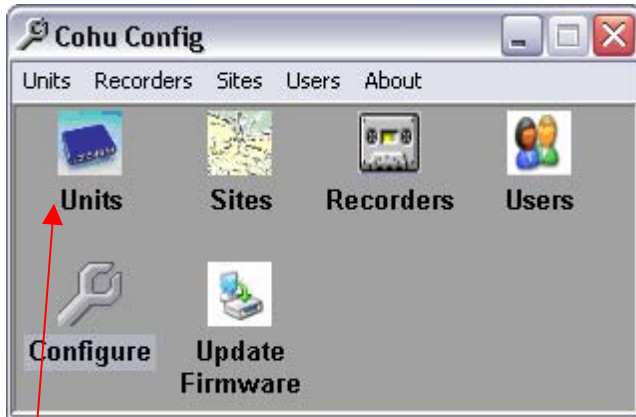 Cohu Config
Units Recorders Sites Users About
Units Sites Recorders Users
Configure Update
Firmware